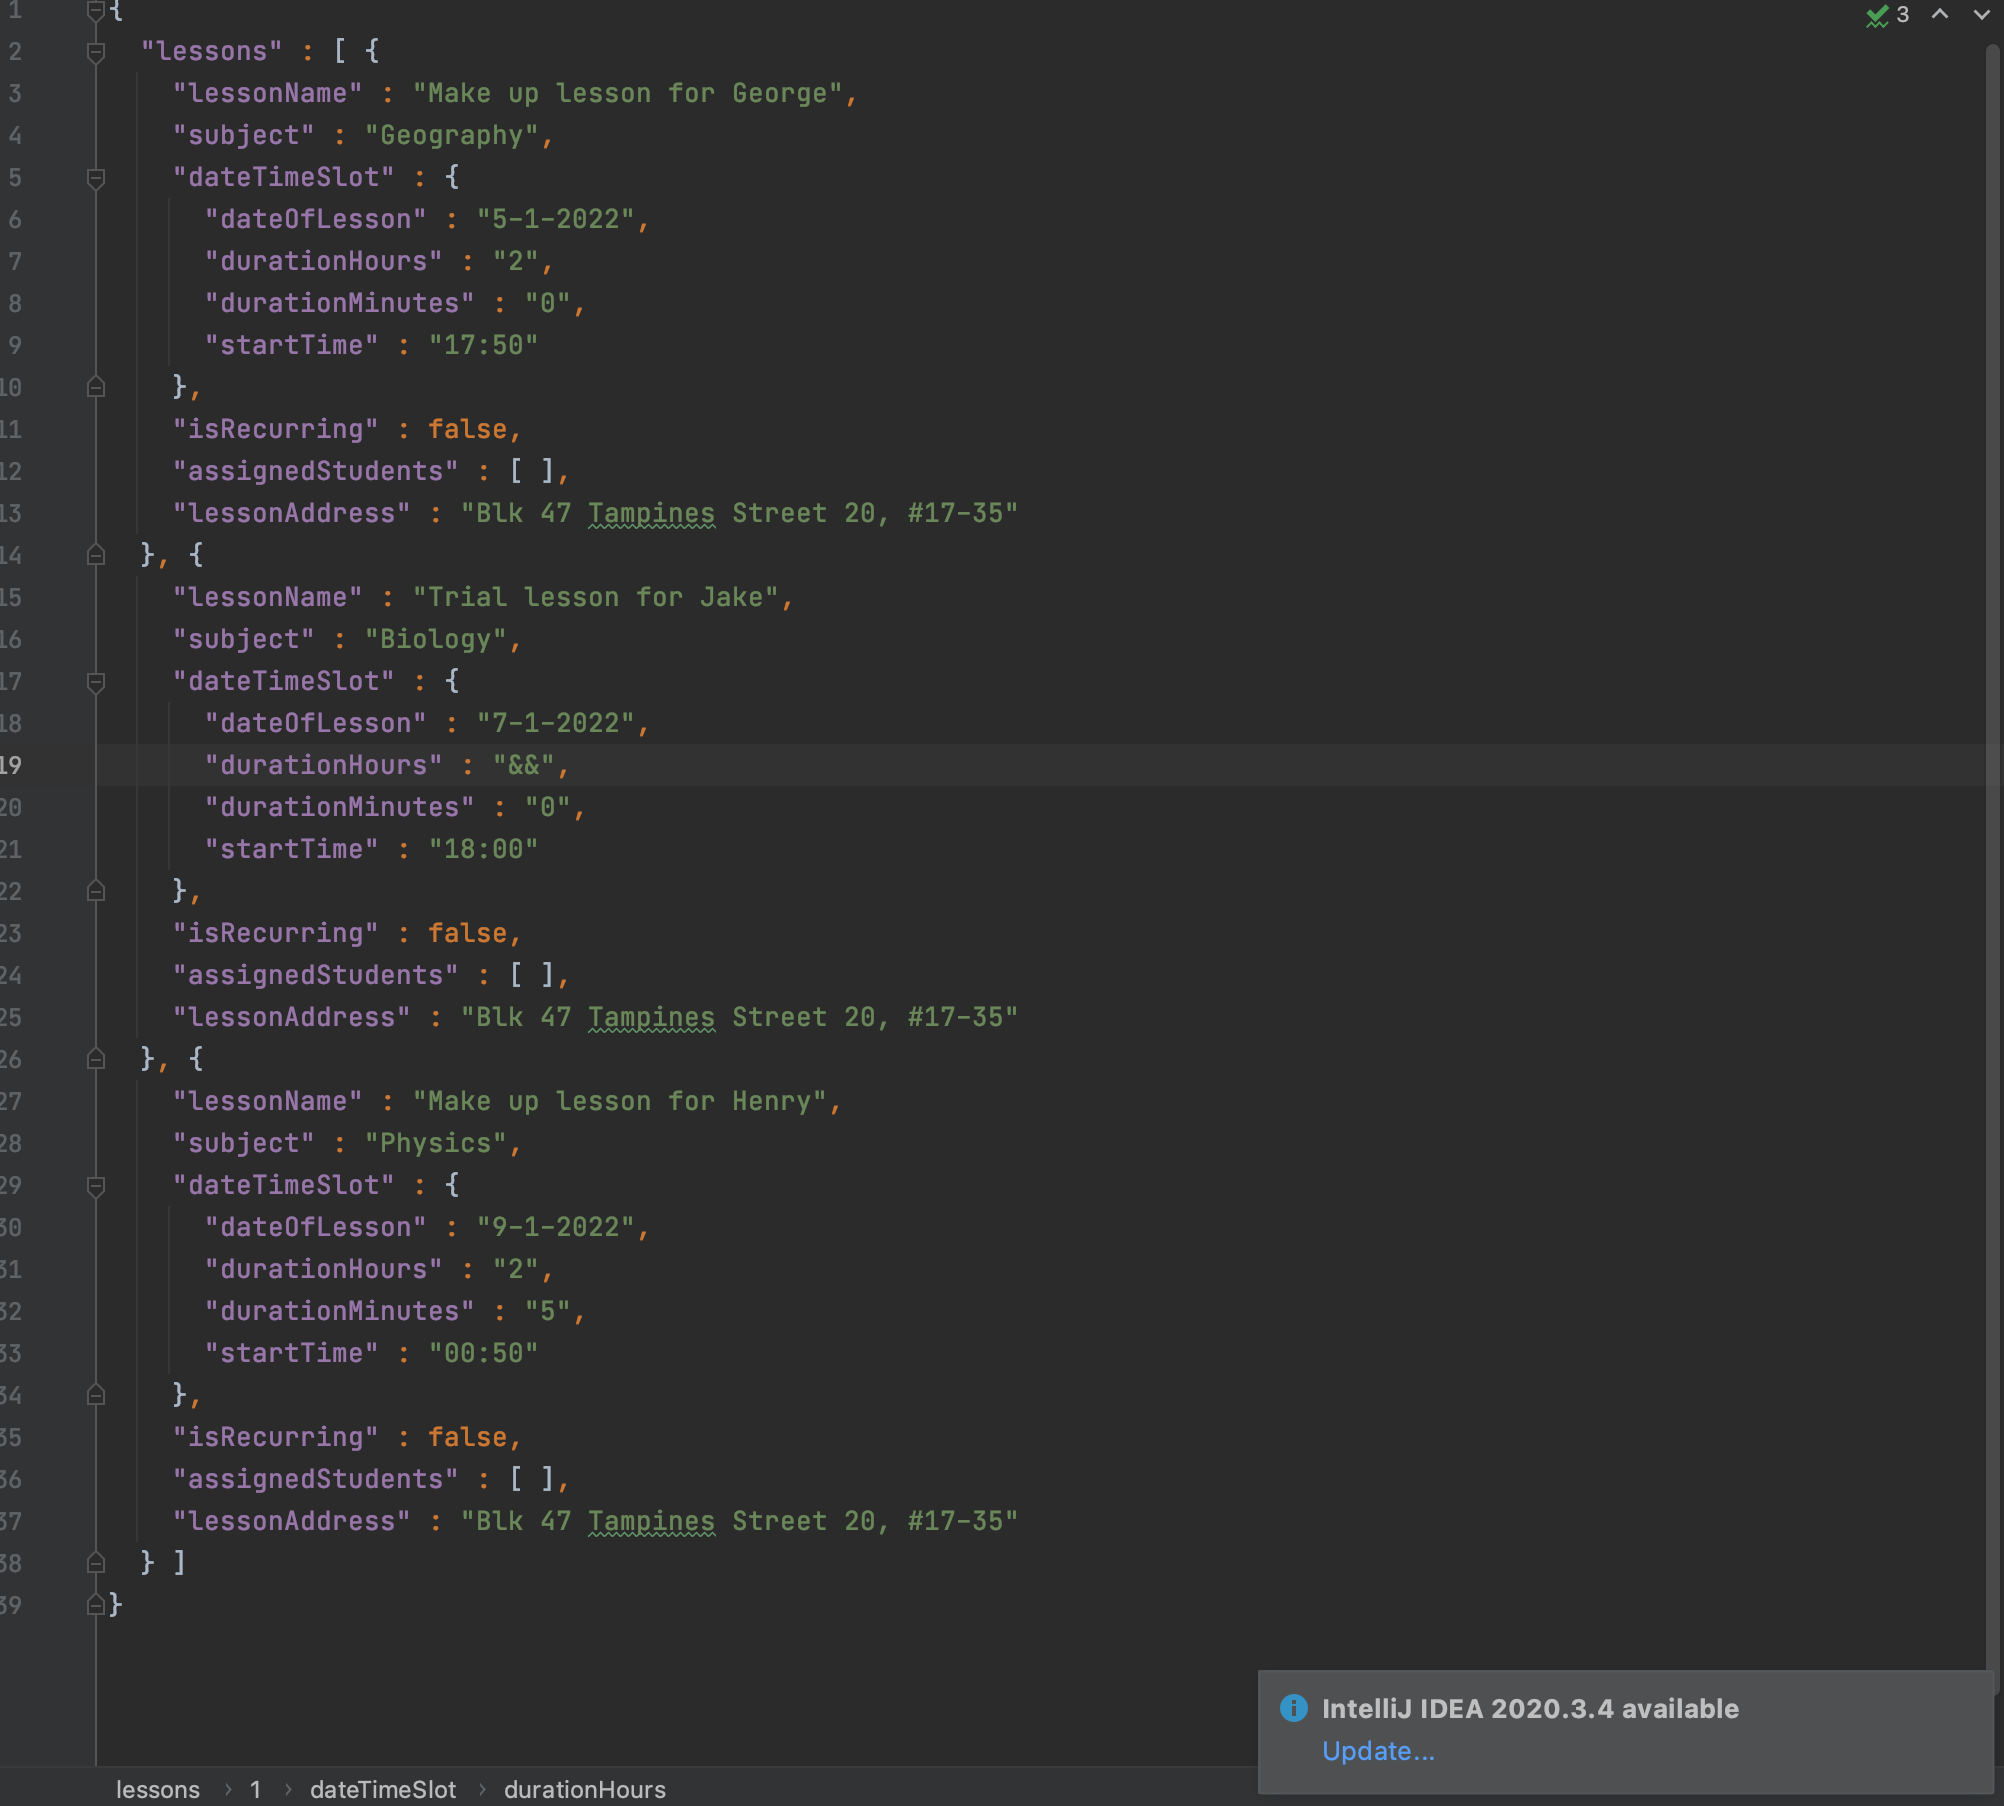 3
1 {
2 "lessons" : [ {
3 "lessonName" : "Make up lesson for George",
4 "subject" : "Geography",
5 "dateTimeSlot" : {
6 "dateOfLesson" : "5-1-2022",
7 "durationHours" : "2",
8 "durationMinutes" : "0",
9 "startTime" : "17:50"
10 },
11 "isRecurring" : false,
12 "assignedStudents" : [ ],
13 "lessonAddress" : "Blk 47 Tampines Street 20, #17-35"
14 }, {
15 "lessonName" : "Trial lesson for Jake",
16 "subject" : "Biology",
17 "dateTimeSlot" : {
18 "dateOfLesson" : "7-1-2022",
19 "durationHours" : "&&",
20 "durationMinutes" : "0",
21 "startTime" : "18:00"
22 },
23 "isRecurring" : false,
24 "assignedStudents" : [ ],
25 "lessonAddress" : "Blk 47 Tampines Street 20, #17-35"
26 }, {
27 "lessonName" : "Make up lesson for Henry",
28 "subject" : "Physics",
29 "dateTimeSlot" : {
30 "dateOfLesson" : "9-1-2022",
31 "durationHours" : "2",
32 "durationMinutes" : "5",
33 "startTime" : "00:50"
34 },
35 "isRecurring" : false,
36 "assignedStudents" : [ ],
37 "lessonAddress" : "Blk 47 Tampines Street 20, #17-35"
38 } ]
39 }
IntelliJ IDEA 2020.3.4 available
Update...
lessons › 1 › dateTimeSlot › durationHours